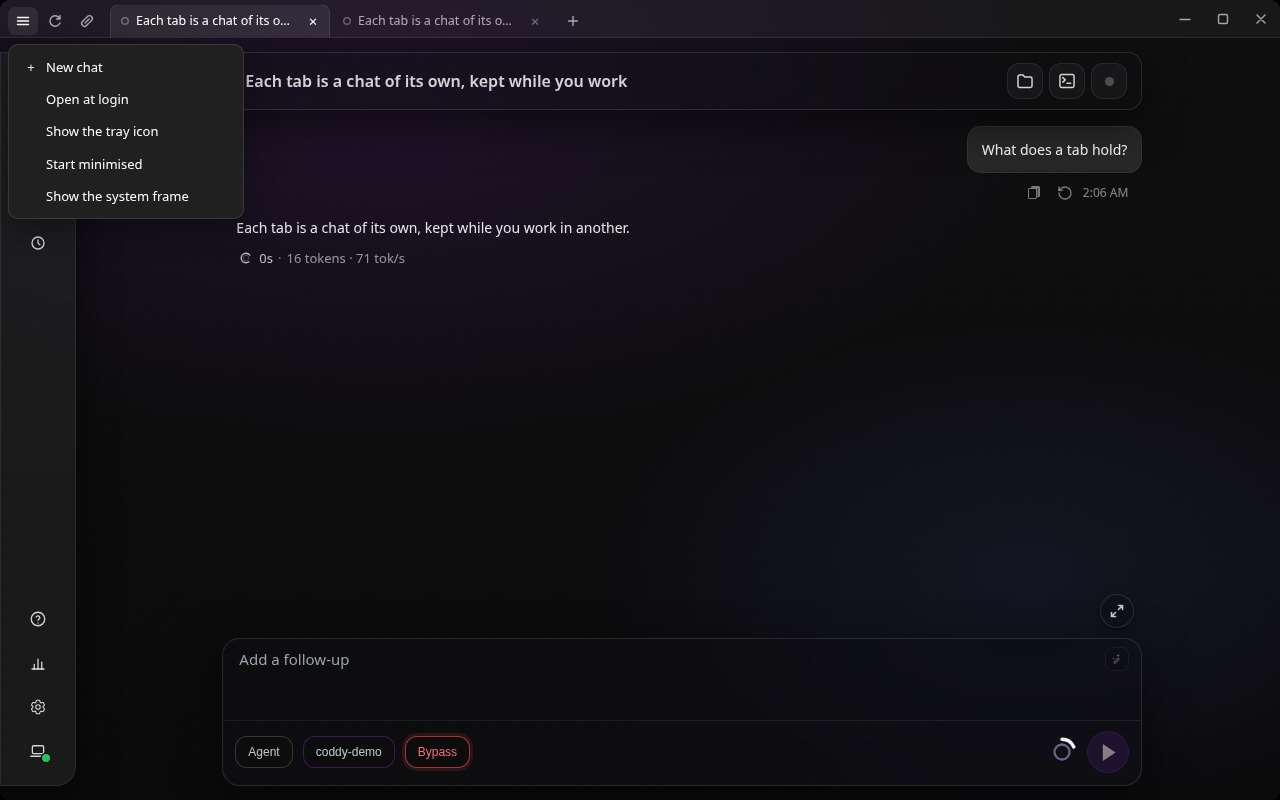 Each tab is a chat of its o...
Each tab is a chat of its o...
+ New chat
Open at login
Show the tray icon
Start minimised
Show the system frame
Each tab is a chat of its own, kept while you work
What does a tab hold?
2:06 AM
Each tab is a chat of its own, kept while you work in another.
0s · 16 tokens · 71 tok/s
Add a follow-up
Agent
coddy-demo
Bypass